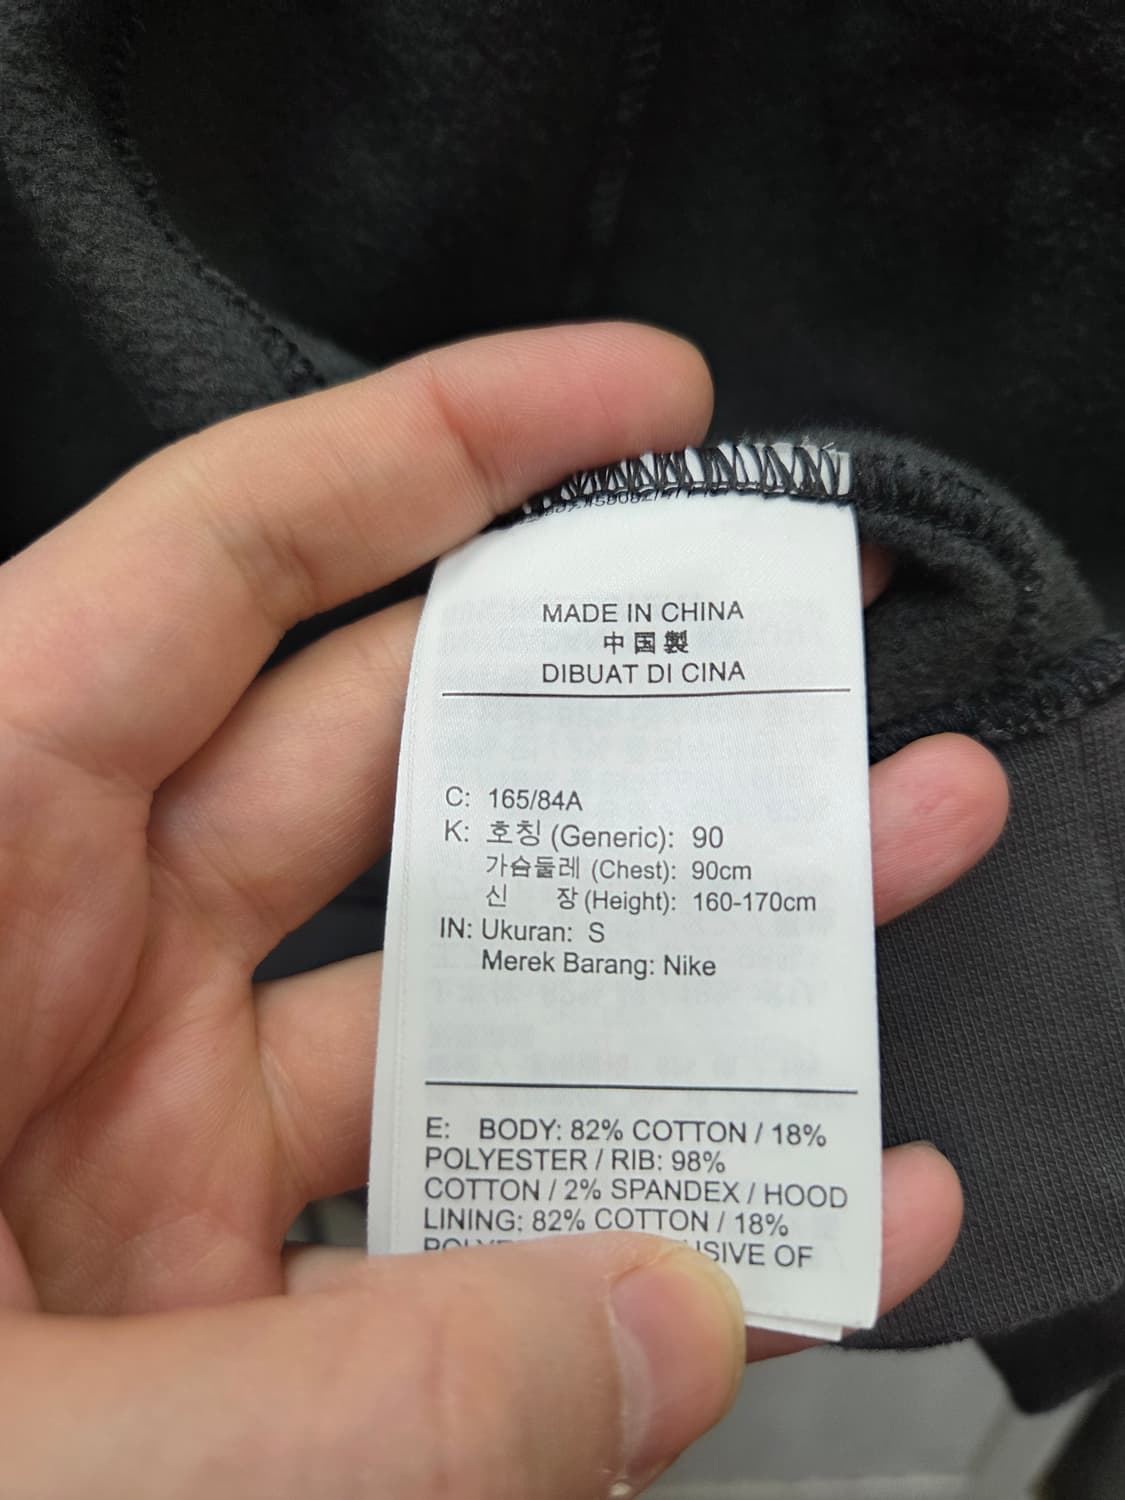 MADE IN CHINA
中国製
DIBUAT DI CINA
C: 165/84A
K: 호칭 (Generic): 90
가슴둘레 (Chest): 90cm
신 장 (Height): 160-170cm
IN: Ukuran: S
Merek Barang: Nike
E: BODY: 82% COTTON / 18%
POLYESTER / RIB: 98%
COTTON / 2% SPANDEX / HOOD
LINING: 82% COTTON / 18%
OF